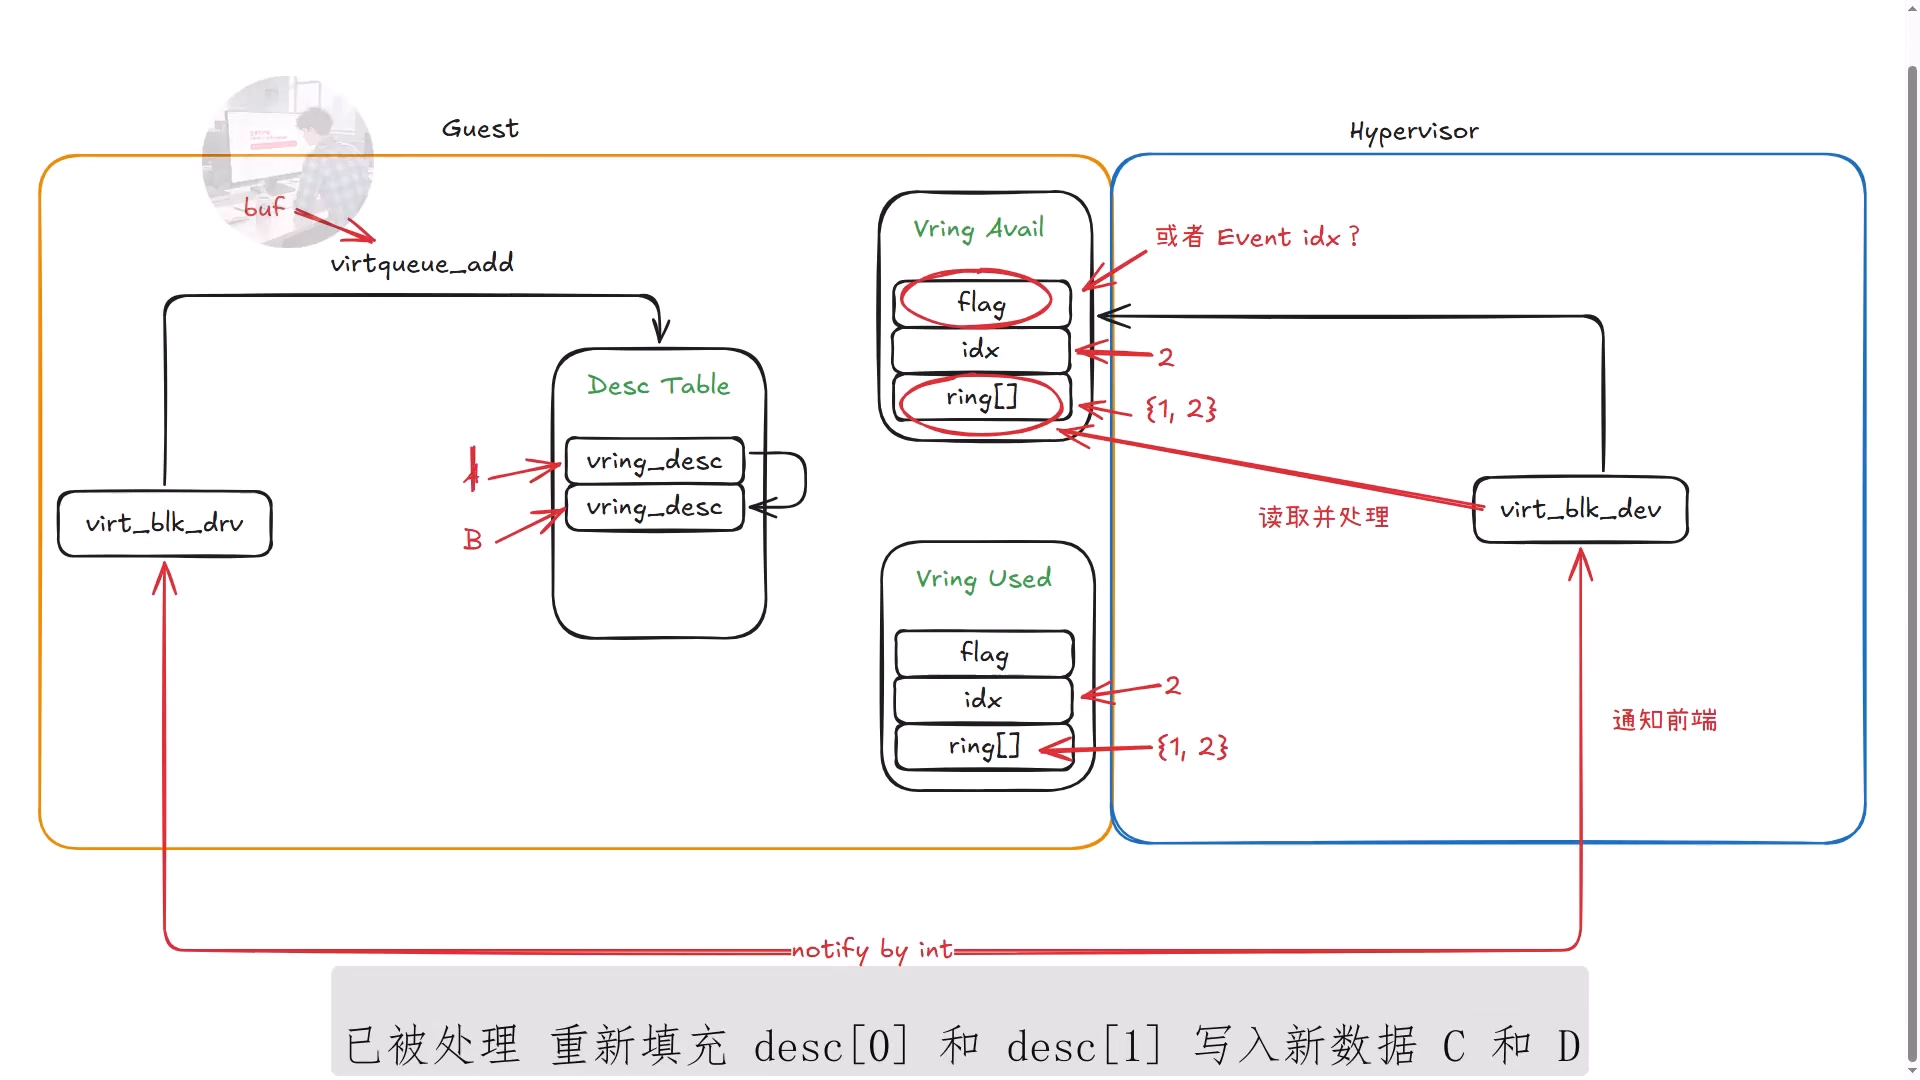 Guest
Hypervisor
buf
virtqueue_add
Vring Avail
flag
idx
ring[]
或者 Event idx？
2
{1, 2}
Desc Table
vring_desc
vring_desc
B
virt_blk_drv
virt_blk_dev
读取并处理
Vring Used
flag
idx
ring[]
2
{1, 2}
通知前端
notify by int
已被处理 重新填充 desc[0] 和 desc[1] 写入新数据 C 和 D